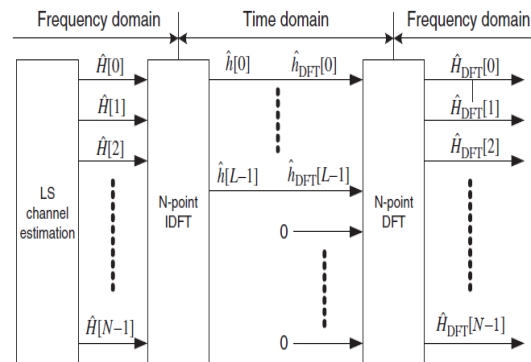 Frequency domain
Time domain
Frequency domain
Ĥ[0]
ĥ[0]
ĥ_DFT[0]
Ĥ_DFT[0]
Ĥ[1]
Ĥ_DFT[1]
Ĥ[2]
Ĥ_DFT[2]
LS
channel
estimation
N-point
IDFT
ĥ[L–1]
ĥ_DFT[L–1]
N-point
DFT
0
0
Ĥ[N–1]
Ĥ_DFT[N–1]